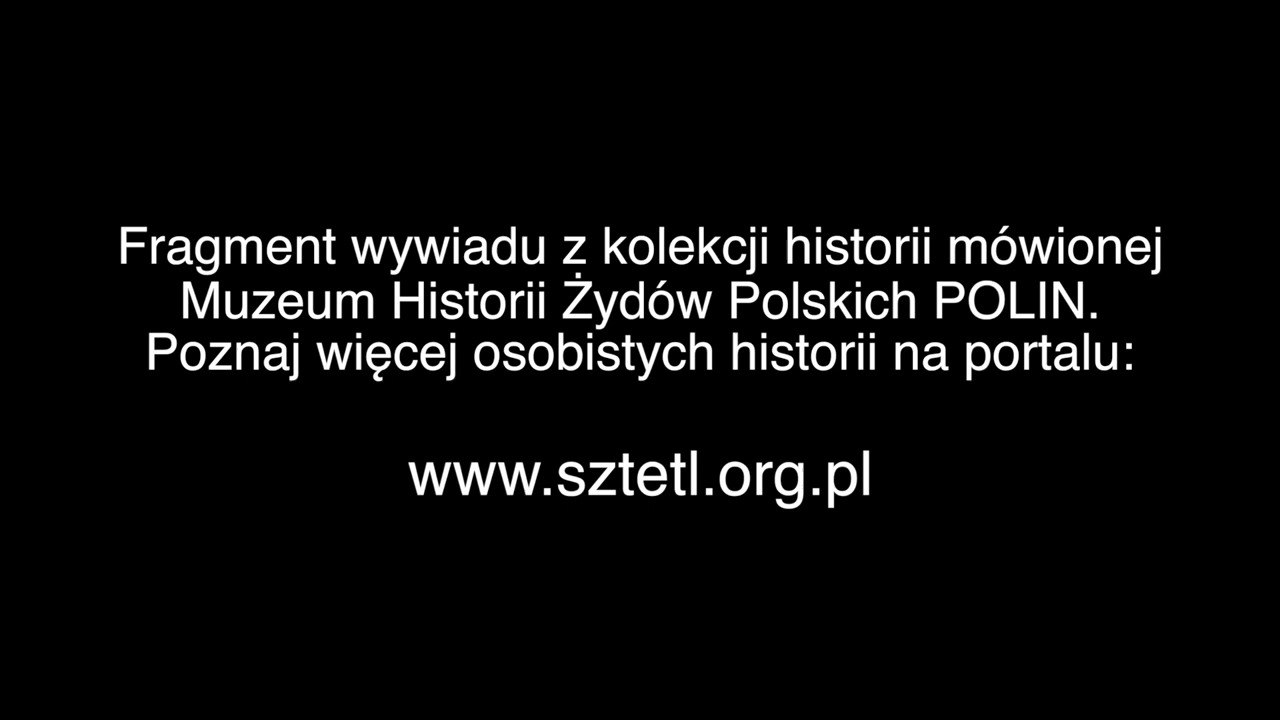 Fragment wywiadu z kolekcji historii mówionej
Muzeum Historii Żydów Polskich POLIN.
Poznaj więcej osobistych historii na portalu:
www.sztetl.org.pl